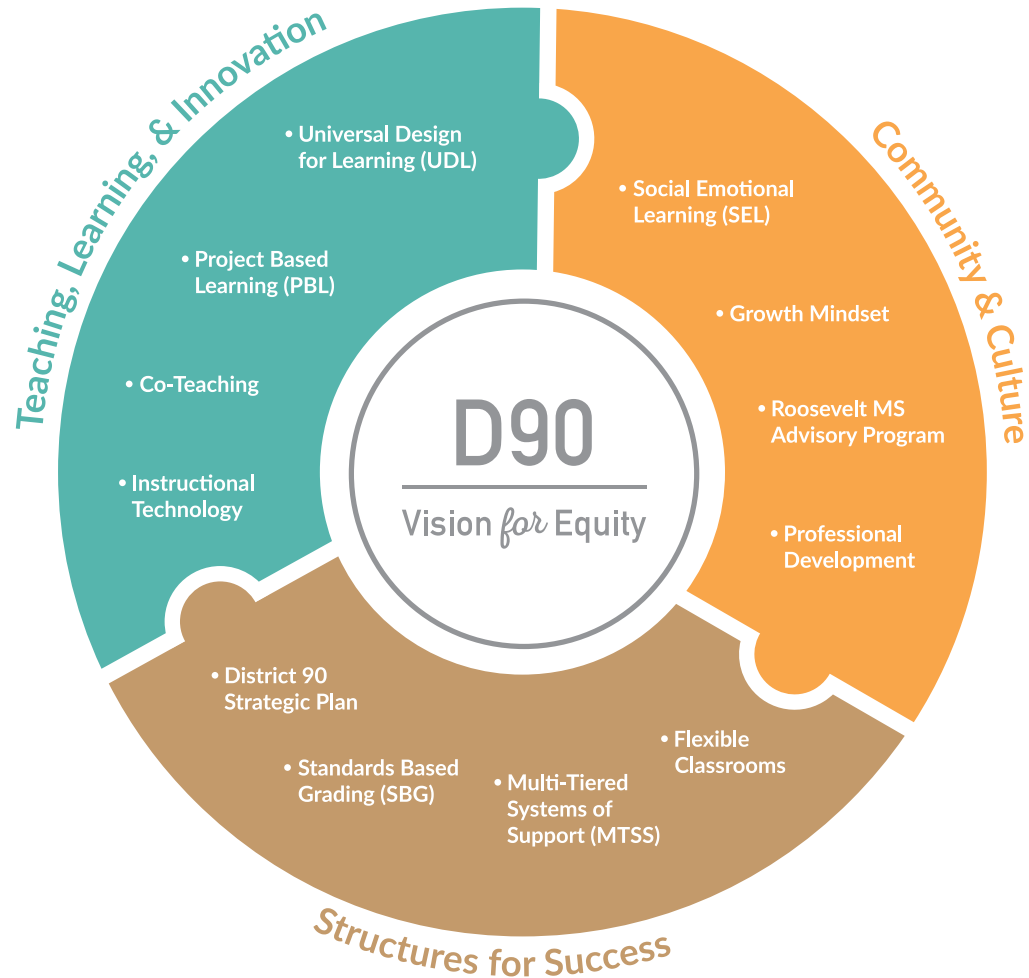 Teaching, Learning, & Innovation
• Universal Design
for Learning (UDL)
• Project Based
Learning (PBL)
• Co-Teaching
• Instructional
Technology
Community & Culture
• Social Emotional
Learning (SEL)
• Growth Mindset
• Roosevelt MS
Advisory Program
• Professional
Development
D90
Vision for Equity
• District 90
Strategic Plan
• Standards Based
Grading (SBG)
• Multi-Tiered
Systems of
Support (MTSS)
• Flexible
Classrooms
Structures for Success